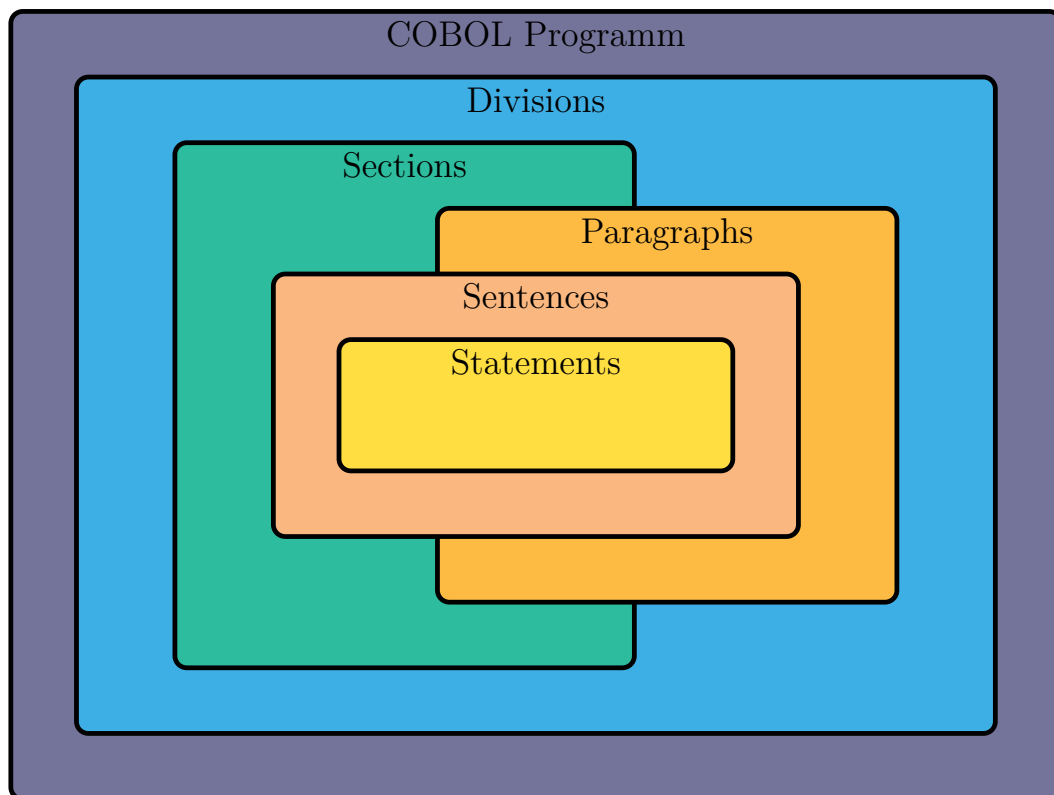 COBOL Programm
Divisions
Sections
Paragraphs
Sentences
Statements